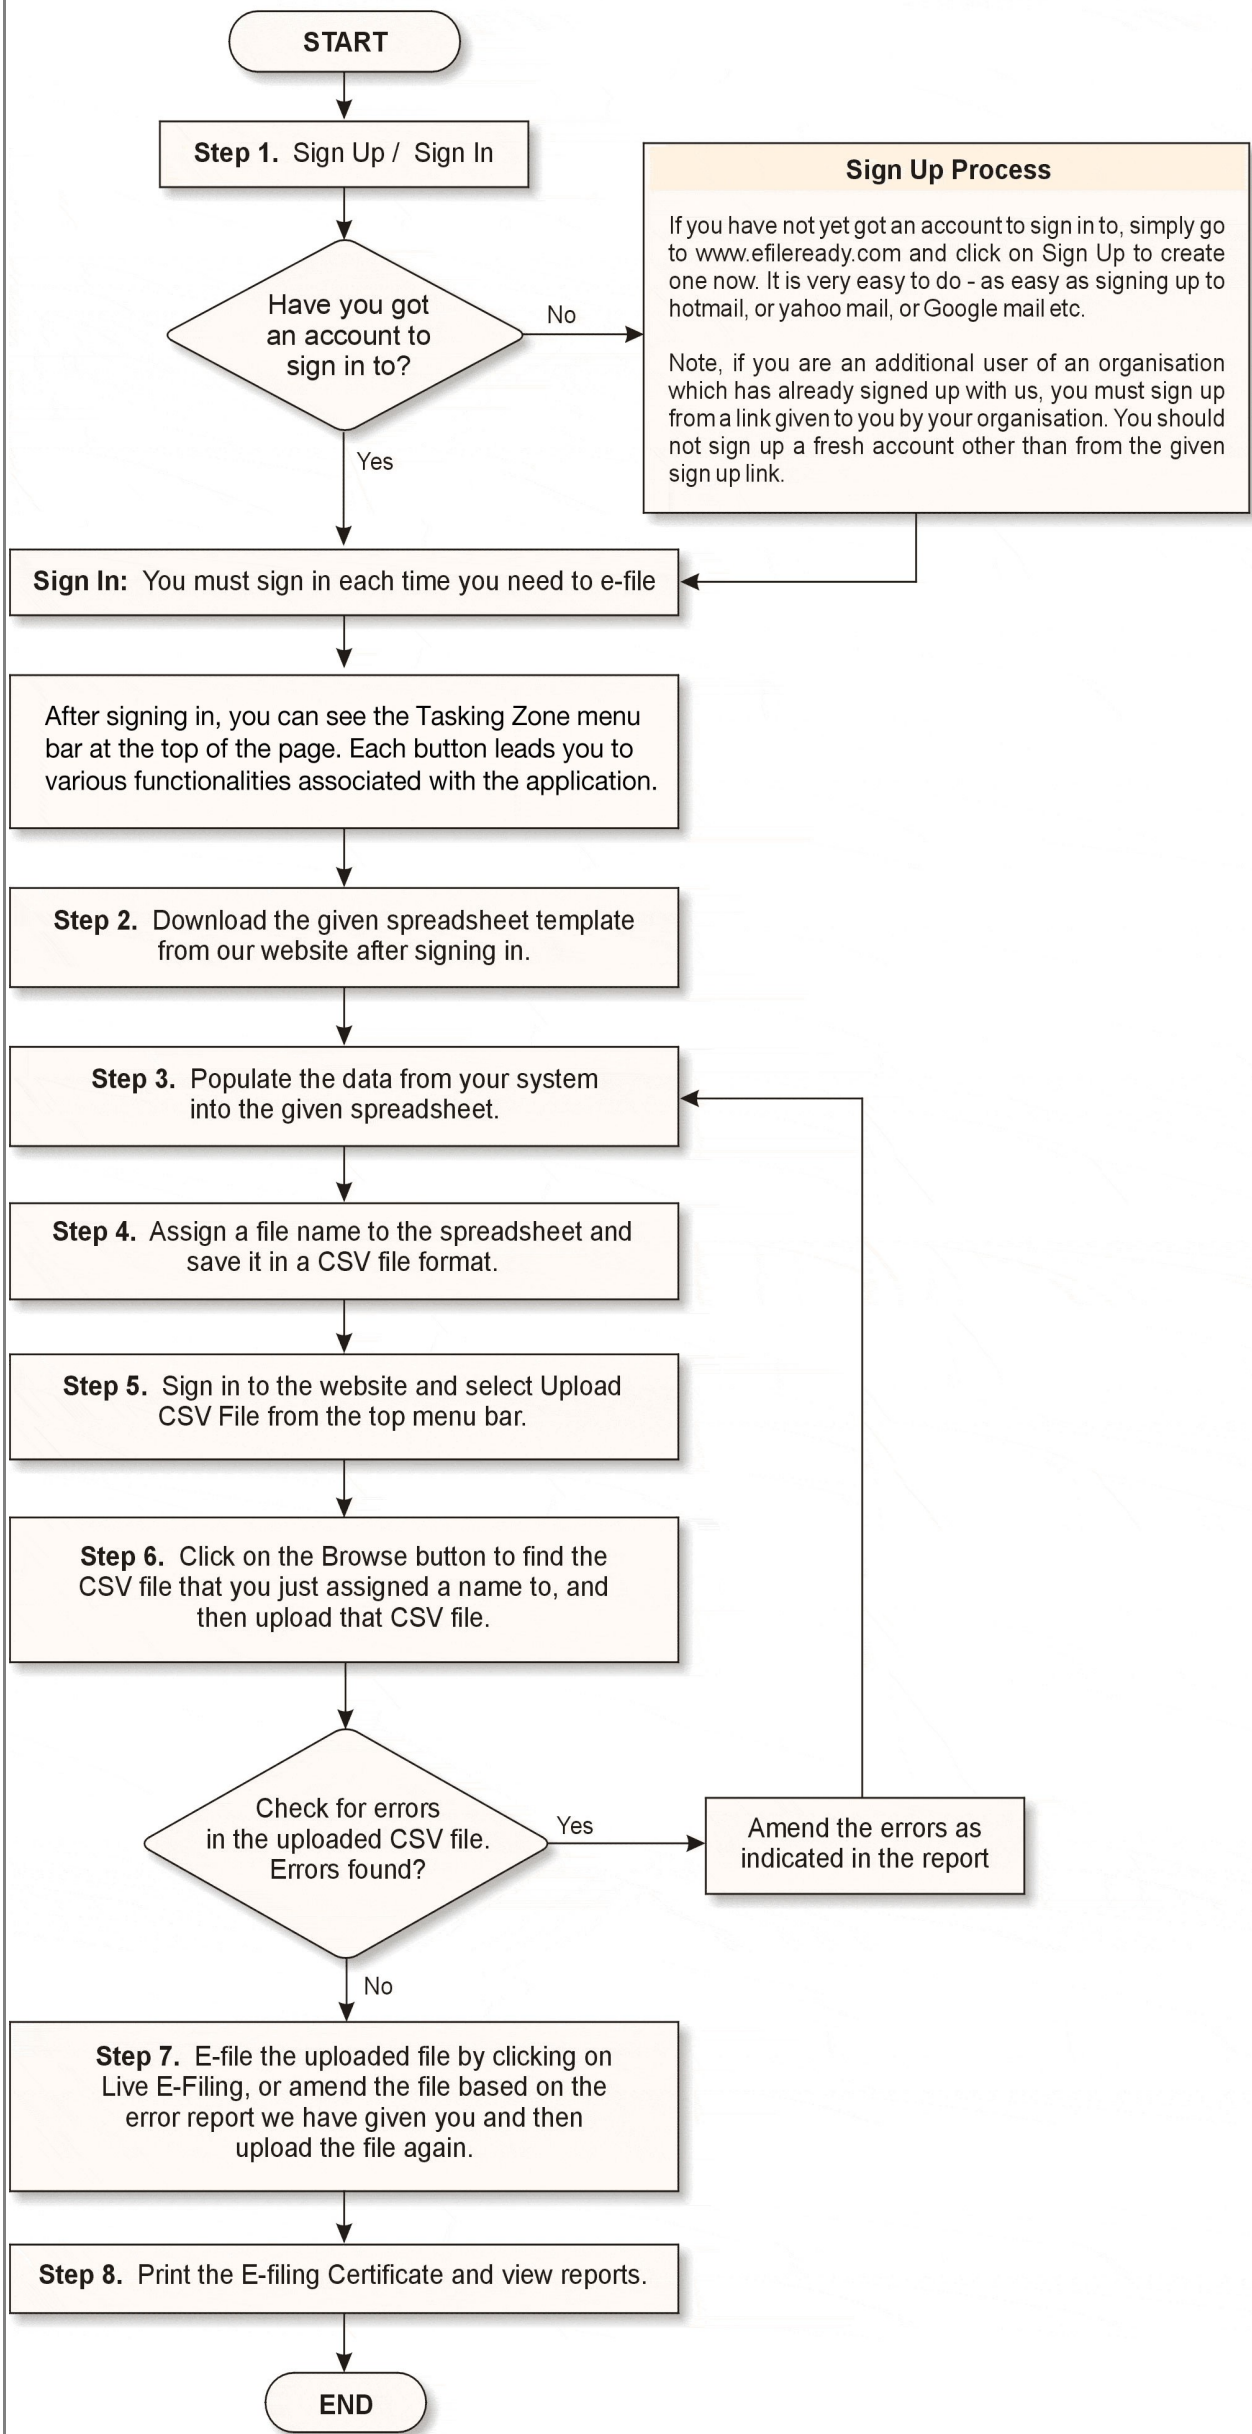 START
Step 1. Sign Up / Sign In
Have you got
an account to
sign in to?
No
Yes
Sign Up Process
If you have not yet got an account to sign in to, simply go
to www.efileready.com and click on Sign Up to create
one now. It is very easy to do - as easy as signing up to
hotmail, or yahoo mail, or Google mail etc.
Note, if you are an additional user of an organisation
which has already signed up with us, you must sign up
from a link given to you by your organisation. You should
not sign up a fresh account other than from the given
sign up link.
Sign In: You must sign in each time you need to e-file
After signing in, you can see the Tasking Zone menu
bar at the top of the page. Each button leads you to
various functionalities associated with the application.
Step 2. Download the given spreadsheet template
from our website after signing in.
Step 3. Populate the data from your system
into the given spreadsheet.
Step 4. Assign a file name to the spreadsheet and
save it in a CSV file format.
Step 5. Sign in to the website and select Upload
CSV File from the top menu bar.
Step 6. Click on the Browse button to find the
CSV file that you just assigned a name to, and
then upload that CSV file.
Check for errors
in the uploaded CSV file.
Errors found?
Yes
Amend the errors as
indicated in the report
No
Step 7. E-file the uploaded file by clicking on
Live E-Filing, or amend the file based on the
error report we have given you and then
upload the file again.
Step 8. Print the E-filing Certificate and view reports.
END